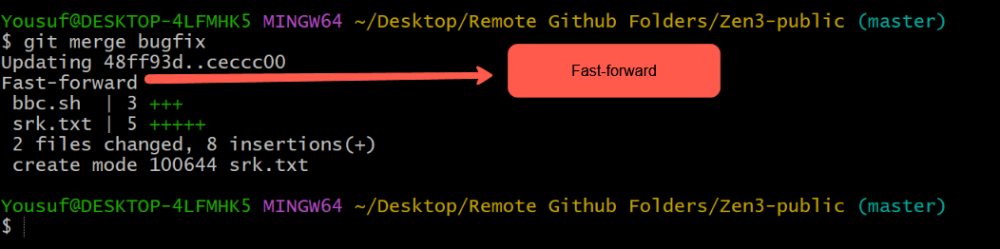 Yousuf@DESKTOP-4LFMHK5 MINGW64 ~/Desktop/Remote Github Folders/Zen3-public (master)
$ git merge bugfix
Updating 48ff93d..ceccc00
Fast-forward
Fast-forward
 bbc.sh  | 3 +++
 srk.txt | 5 +++++
 2 files changed, 8 insertions(+)
 create mode 100644 srk.txt

Yousuf@DESKTOP-4LFMHK5 MINGW64 ~/Desktop/Remote Github Folders/Zen3-public (master)
$